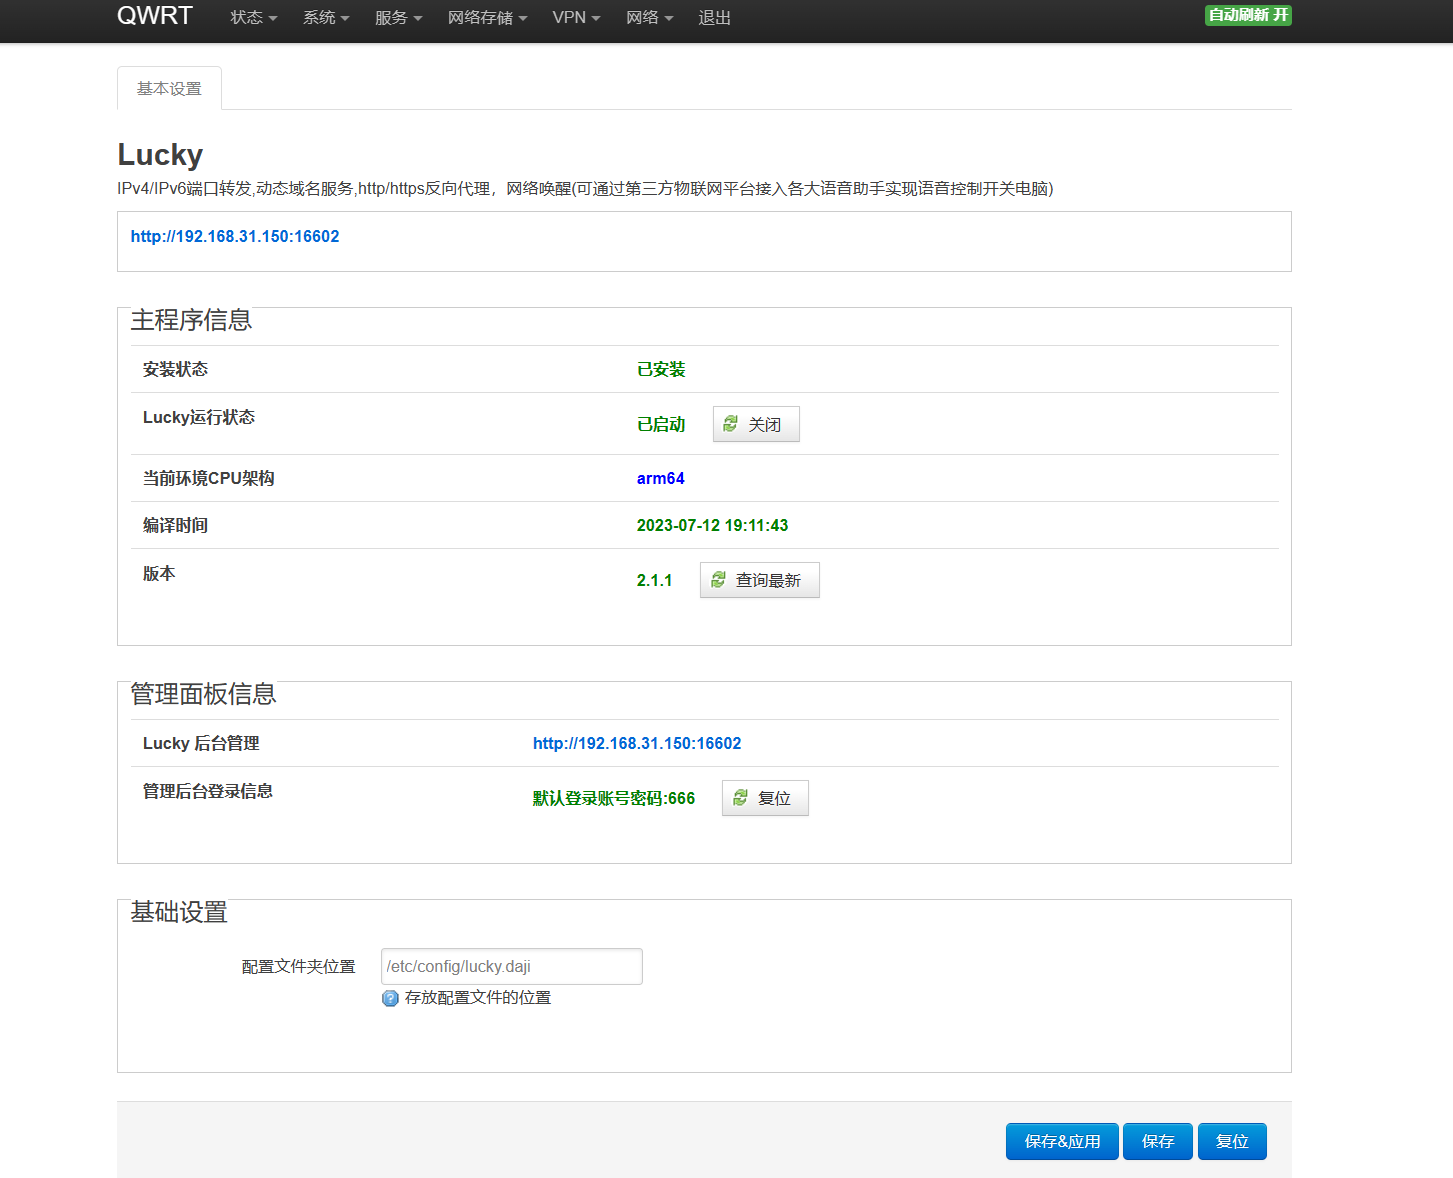 QWRT 状态 系统 服务 网络存储 VPN 网络 退出 自动刷新 开
基本设置
Lucky
IPv4/IPv6端口转发,动态域名服务,http/https反向代理，网络唤醒(可通过第三方物联网平台接入各大语音助手实现语音控制开关电脑)
http://192.168.31.150:16602
主程序信息
安装状态 已安装
Lucky运行状态 已启动 关闭
当前环境CPU架构 arm64
编译时间 2023-07-12 19:11:43
版本 2.1.1 查询最新
管理面板信息
Lucky 后台管理 http://192.168.31.150:16602
管理后台登录信息 默认登录账号密码:666 复位
基础设置
配置文件夹位置 /etc/config/lucky.daji
存放配置文件的位置
保存&应用 保存 复位